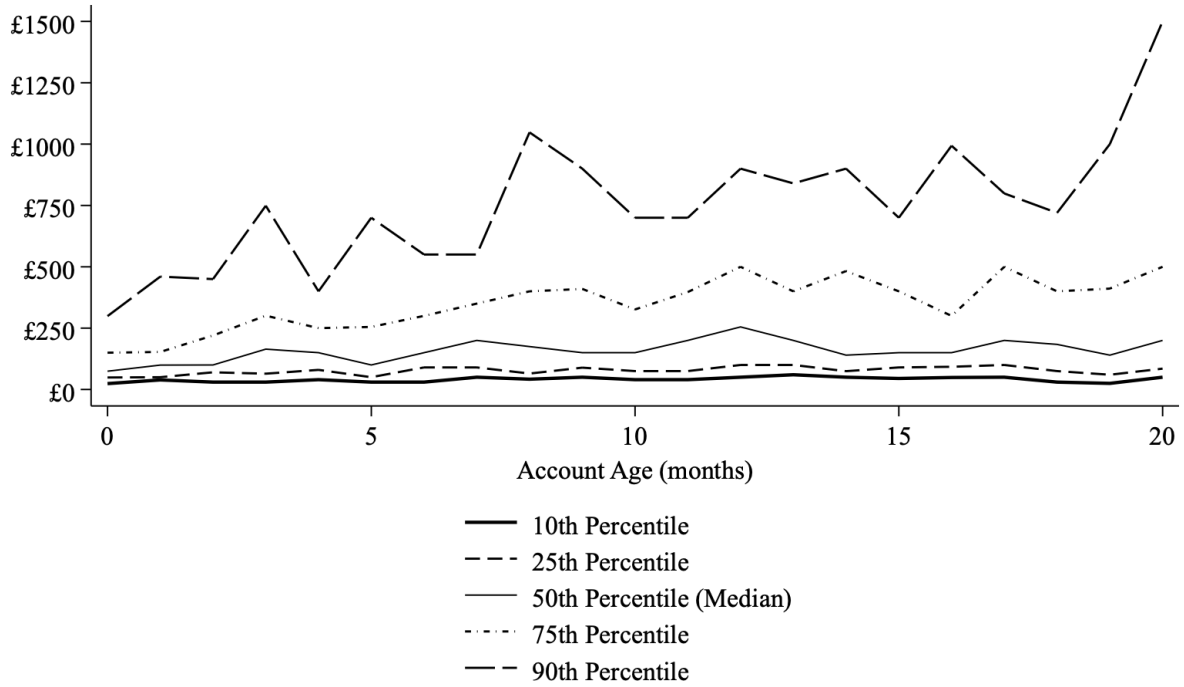 £1500
£1250
£1000
£750
£500
£250
£0
0 5 10 15 20
Account Age (months)
10th Percentile
25th Percentile
50th Percentile (Median)
75th Percentile
90th Percentile